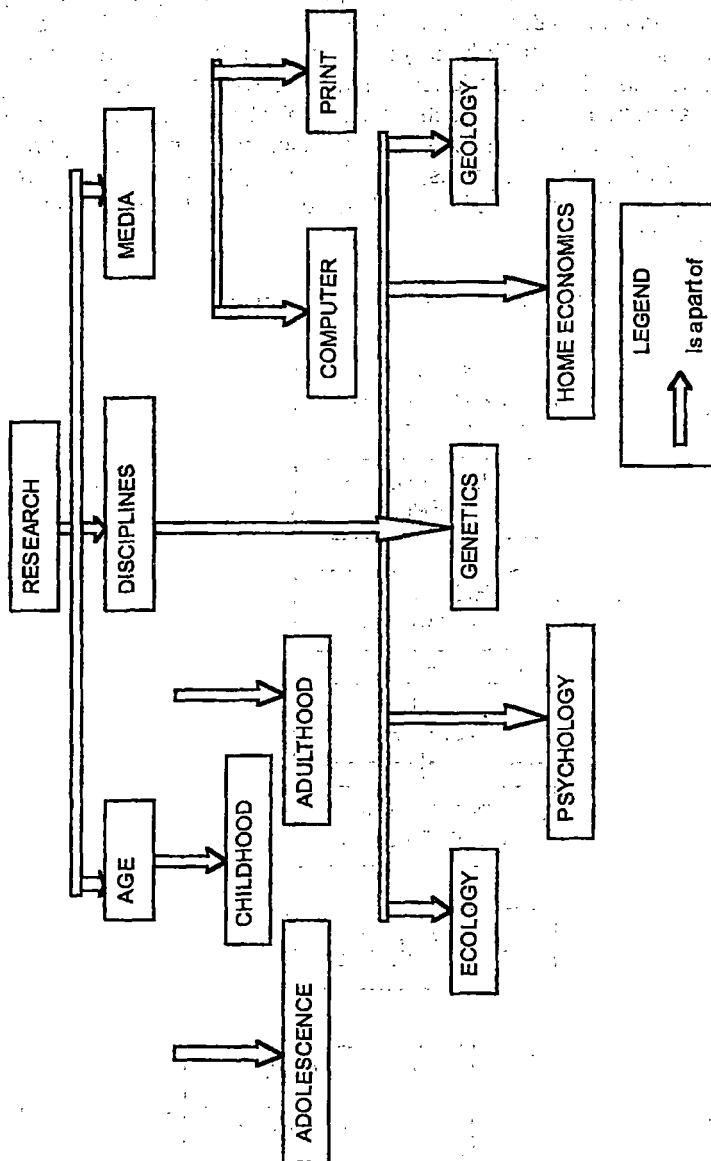 RESEARCH
AGE
DISCIPLINES
MEDIA
CHILDHOOD
ADOLESCENCE
ADULTHOOD
COMPUTER
PRINT
ECOLOGY
GENETICS
GEOLOGY
PSYCHOLOGY
HOME ECONOMICS
LEGEND
Is a part of